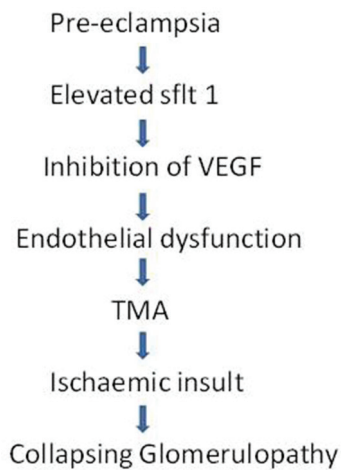 Pre-eclampsia
Elevated sflt 1
Inhibition of VEGF
Endothelial dysfunction
TMA
Ischaemic insult
Collapsing Glomerulopathy